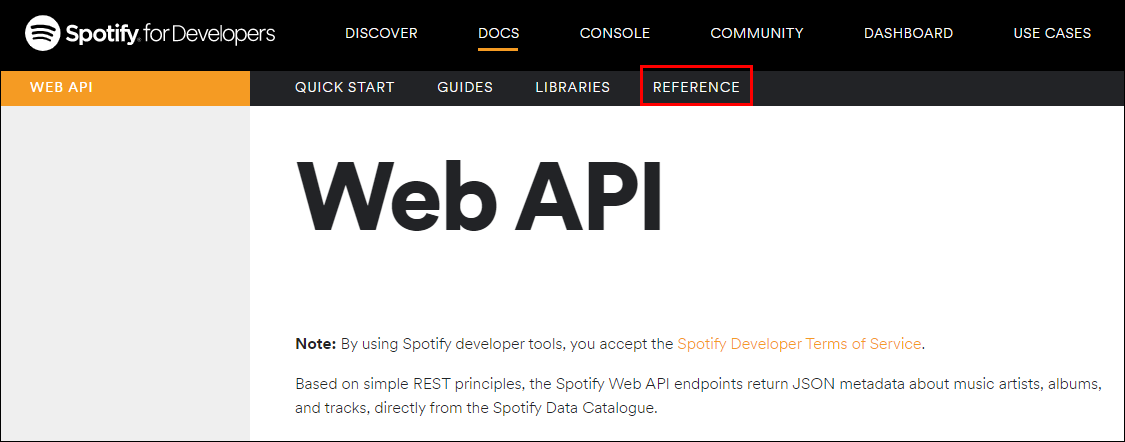 Spotify for Developers DISCOVER DOCS CONSOLE COMMUNITY DASHBOARD USE CASES
WEB API QUICK START GUIDES LIBRARIES REFERENCE
Web API
Note: By using Spotify developer tools, you accept the Spotify Developer Terms of Service.
Based on simple REST principles, the Spotify Web API endpoints return JSON metadata about music artists, albums,
and tracks, directly from the Spotify Data Catalogue.